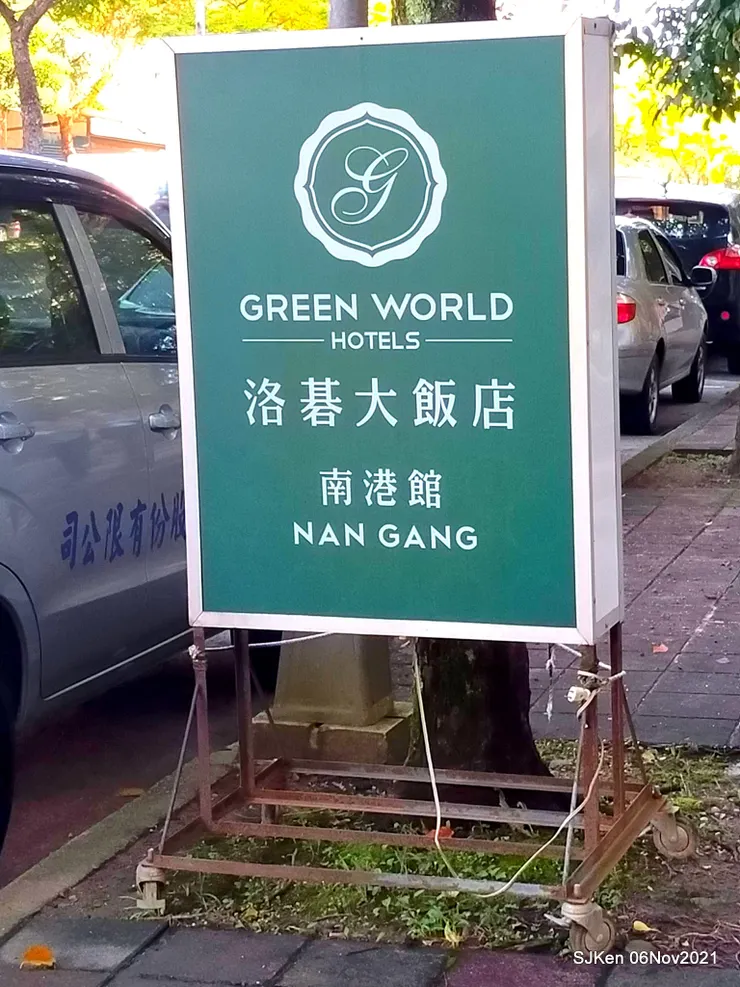 G
GREEN WORLD
HOTELS
洛碁大飯店
南港館
NAN GANG
司公限有份股
SJKen 06Nov2021